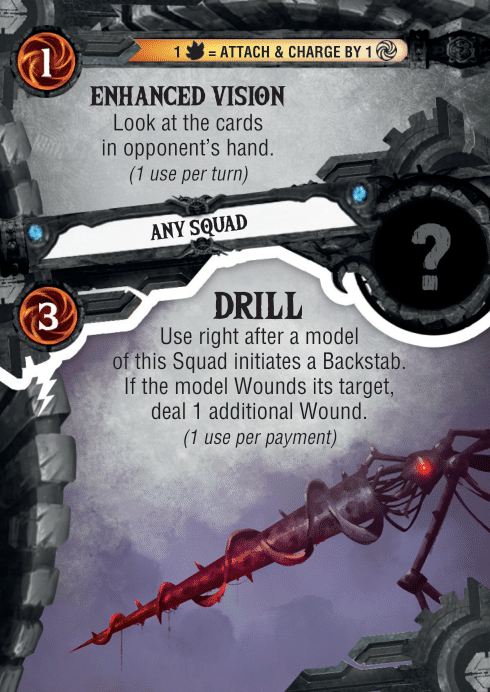 1
1 = ATTACH & CHARGE BY 1
ENHANCED VISION
Look at the cards
in opponent's hand.
(1 use per turn)
ANY SQUAD
?
3
DRILL
Use right after a model
of this Squad initiates a Backstab.
If the model Wounds its target,
deal 1 additional Wound.
(1 use per payment)